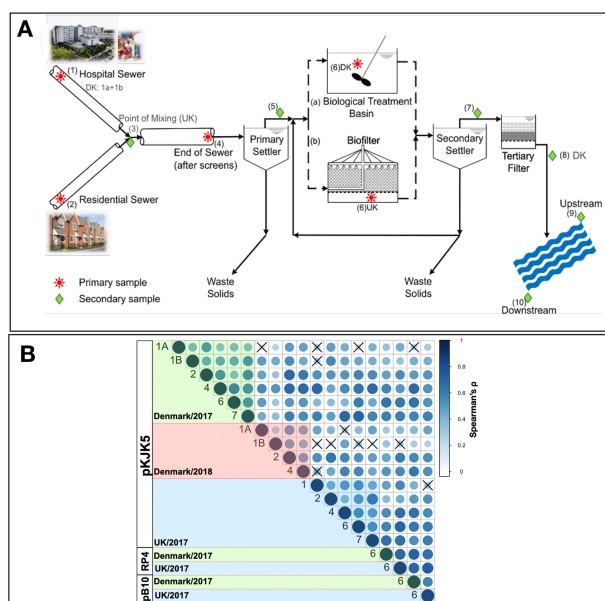 A
(1)
Hospital Sewer
DK: 1a+1b
Point of Mixing (UK)
(3)
(4)
End of Sewer
(after screens)
(2)
Residential Sewer
Primary
Settler
(5)
(6)DK
(a) Biological Treatment
Basin
(b)
Biofilter
(6)UK
Secondary
Settler
(7)
Tertiary
Filter
(8) DK
Upstream
(9)
(10)
Downstream
Waste
Solids
Waste
Solids
Primary sample
Secondary sample
B
pKJK5
1A
1B
2
4
6
7
Denmark/2017
1A
1B
2
4
Denmark/2018
1
2
4
6
7
UK/2017
RP4
Denmark/2017
6
UK/2017
6
pB10
Denmark/2017
6
UK/2017
6
1
0.8
0.6
0.4
0.2
0
Spearman's ρ